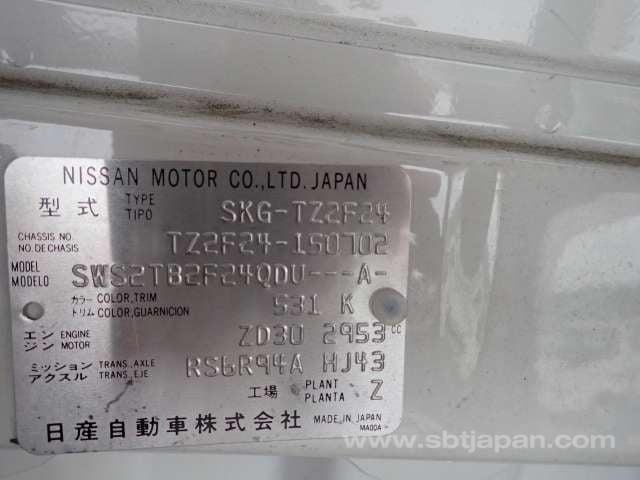 NISSAN MOTOR CO.,LTD. JAPAN
型式 TYPE TIPO SKG-TZ2F24
CHASSIS NO. NO. DE CHASIS TZ2F24-150702
MODEL MODELO SWS2TB2F24QDU---A-
カラー COLOR, TRIM
トリム COLOR, GUARNICION 531 K
エンジン ENGINE MOTOR ZD30 2953 cc
ミッション TRANS., AXLE
アクスル TRANS., EJE RS6R94A HJ43
工場 PLANT PLANTA Z
日産自動車株式会社 MADE IN JAPAN
MA00A
www.sbtjapan.com